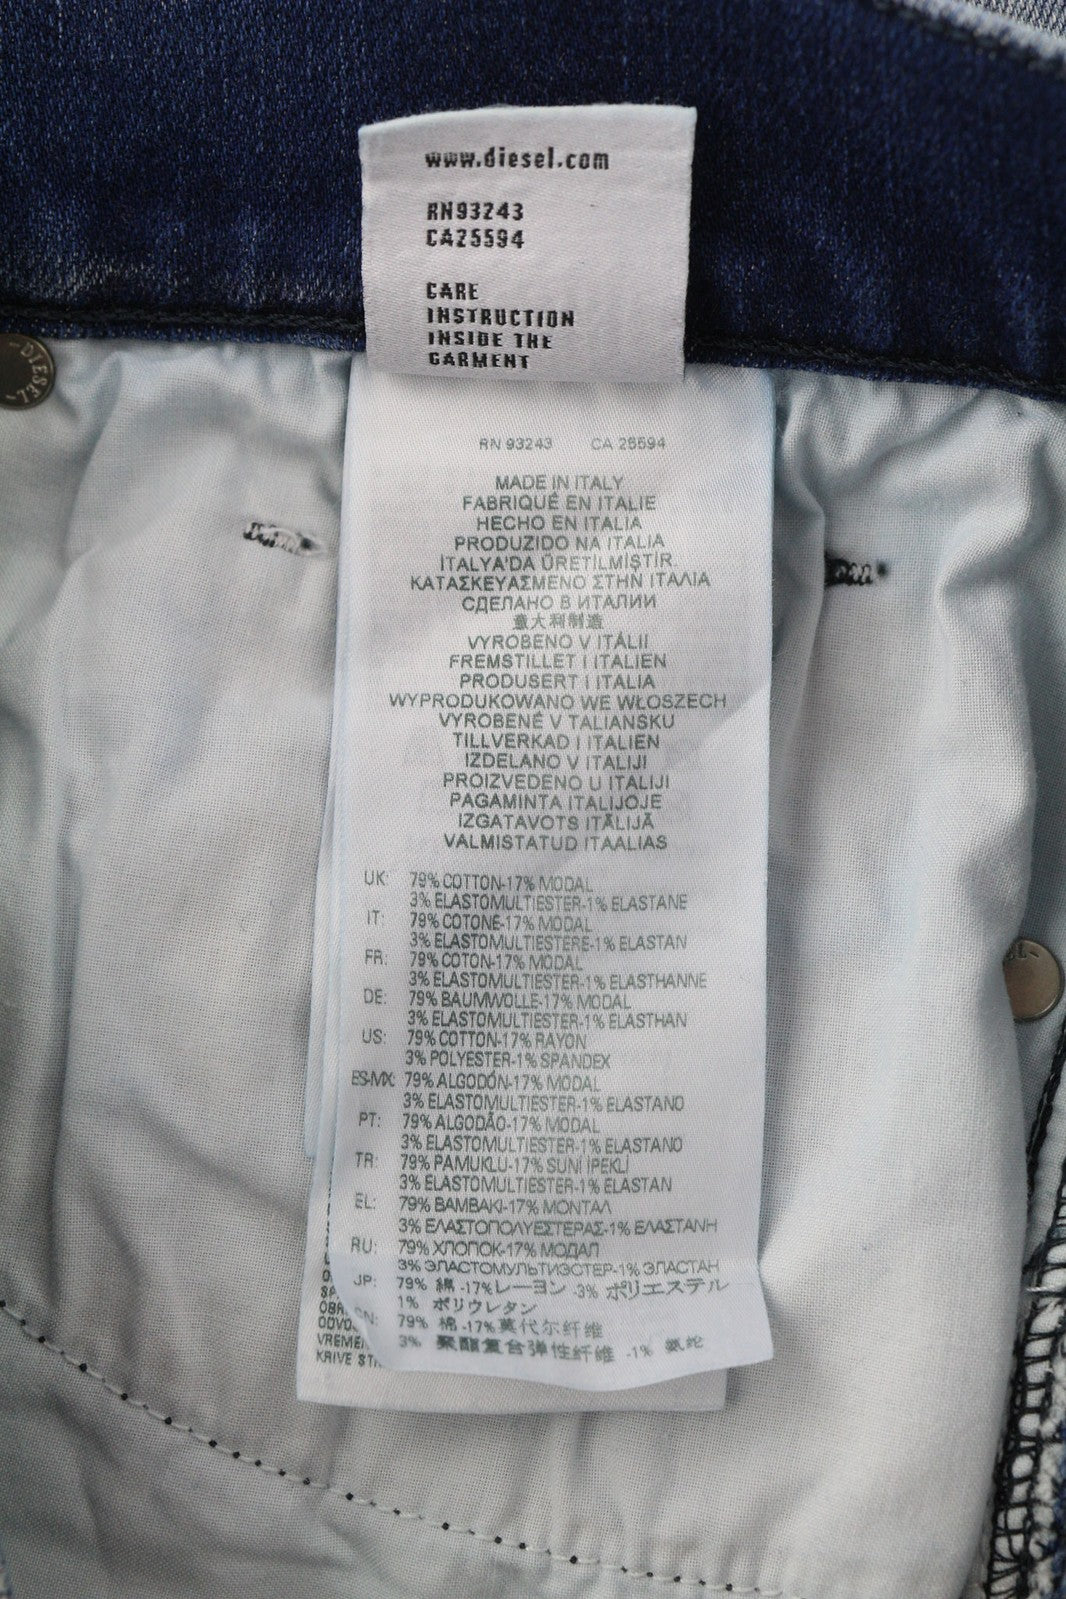 www.diesel.com
RN93243
CA25594
CARE
INSTRUCTION
INSIDE THE
GARMENT
-DIESEL-
RN 93243 CA 25594
MADE IN ITALY
FABRIQUÉ EN ITALIE
HECHO EN ITALIA
PRODUZIDO NA ITALIA
İTALYA'DA ÜRETİLMİŞTİR.
ΚΑΤΑΣΚΕΥΑΣΜΕΝΟ ΣΤΗΝ ΙΤΑΛΙΑ
СДЕЛАНО В ИТАЛИИ
意大利制造
VYROBENO V ITÁLII
FREMSTILLET I ITALIEN
PRODUSERT I ITALIA
WYPRODUKOWANO WE WŁOSZECH
VYROBENÉ V TALIANSKU
TILLVERKAD I ITALIEN
IZDELANO V ITALIJI
PROIZVEDENO U ITALIJI
PAGAMINTA ITALIJOJE
IZGATAVOTS ITĀLIJĀ
VALMISTATUD ITAALIAS
UK: 79% COTTON-17% MODAL
3% ELASTOMULTIESTER-1% ELASTANE
IT: 79% COTONE-17% MODAL
3% ELASTOMULTIESTERE-1% ELASTAN
FR: 79% COTON-17% MODAL
3% ELASTOMULTIESTER-1% ELASTHANNE
DE: 79% BAUMWOLLE-17% MODAL
3% ELASTOMULTIESTER-1% ELASTHAN
US: 79% COTTON-17% RAYON
3% POLYESTER-1% SPANDEX
ES-MX: 79% ALGODÓN-17% MODAL
3% ELASTOMULTIESTER-1% ELASTANO
PT: 79% ALGODÃO-17% MODAL
3% ELASTOMULTIESTER-1% ELASTANO
TR: 79% PAMUKLU-17% SUNİ İPEKLİ
3% ELASTOMULTIESTER-1% ELASTAN
EL: 79% ΒΑΜΒΑΚΙ-17% ΜΟΝΤΑΛ
3% ΕΛΑΣΤΟΠΟΛΥΕΣΤΕΡΑΣ-1% ΕΛΑΣΤΑΝΗ
RU: 79% ХЛОПОК-17% МОДАЛ
3% ЭЛАСТОМУЛЬТИЭСТЕР-1% ЭЛАСТАН
JP: 79% 綿 -17%レーヨン -3% ポリエステル
1% ポリウレタン
CN: 79% 棉 -17%莫代尔纤维
3% 聚酯复合弹性纤维 -1% 氨纶
KRIVE